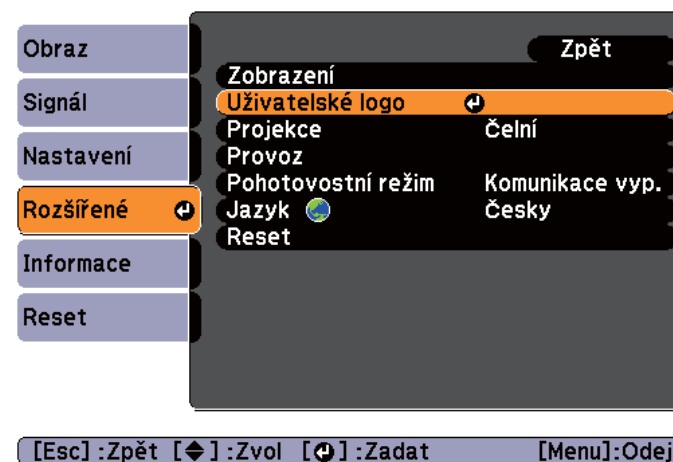 Obraz
Signál
Nastavení
Rozšířené
Informace
Reset
Zpět
Zobrazení
Uživatelské logo
Projekce Čelní
Provoz
Pohotovostní režim Komunikace vyp.
Jazyk Česky
Reset
[Esc] :Zpět [ ] :Zvol [ ] :Zadat [Menu]:Odej